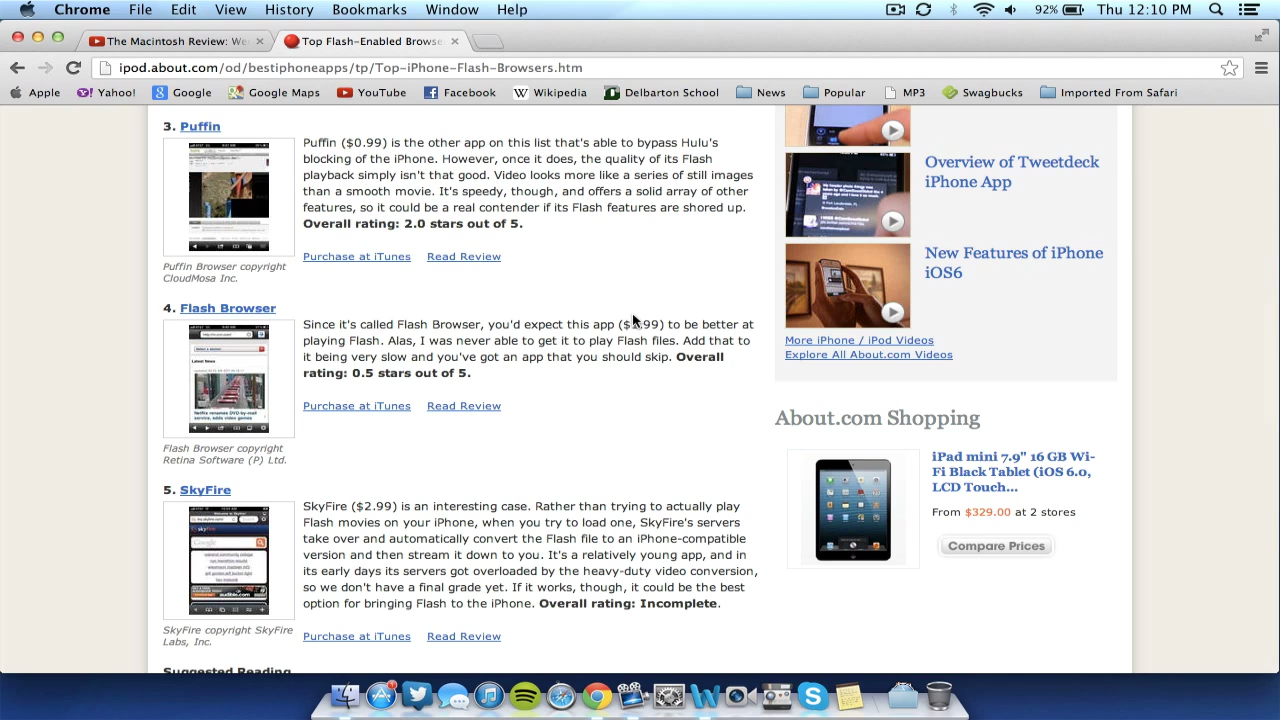 Chrome File Edit View History Bookmarks Window Help 92% Thu 12:10 PM
The Macintosh Review: We
Top Flash-Enabled Browse
ipod.about.com/od/bestiphoneapps/tp/Top-iPhone-Flash-Browsers.htm
Apple Yahoo! Google Google Maps YouTube Facebook Wikipedia Delbarton School News Popular MP3 Swagbucks Imported From Safari
3. Puffin
Puffin ($0.99) is the other app on this list that's able to bypass Hulu's
blocking of the iPhone. However, once it does, the quality of its Flash
playback simply isn't that good. Video looks more like a series of still images
than a smooth movie. It's speedy, though, and offers a solid array of other
features, so it could be a real contender if its Flash features are shored up.
Overall rating: 2.0 stars out of 5.
Purchase at iTunes Read Review
Puffin Browser copyright
CloudMosa Inc.
4. Flash Browser
Since it's called Flash Browser, you'd expect this app to be better at
playing Flash. Alas, I was not able to get it to play Flash files. Add that to
it being very slow and you've got an app that you should skip. Overall
rating: 0.5 stars out of 5.
Purchase at iTunes Read Review
Flash Browser copyright
Retina Software (P) Ltd.
5. SkyFire
SkyFire ($2.99) is an interesting app. Rather than trying to actually play
Flash on the iPhone, when you try to load video, SkyFire's servers
take over and automatically convert the Flash file to an iPhone-compatible
version and then stream it down to you. It's a relatively young app, and in
its early days its servers got overloaded by this heavy-duty video conversion,
so we don't have a final grade on it. If it works, though, it could be the best
option for bringing Flash to the iPhone. Overall rating: incomplete.
Purchase at iTunes Read Review
SkyFire copyright SkyFire
Labs, Inc.
Suggested Reading
Overview of Tweetdeck
iPhone App
New Features of iPhone
iOS6
More iPhone / iPod Videos
Explore All About.com Videos
About.com Shopping
iPad mini 7.9" 16 GB Wi-
Fi Black Tablet (iOS 6.0,
LCD Touch...
From $329.00 at 2 stores
Compare Prices